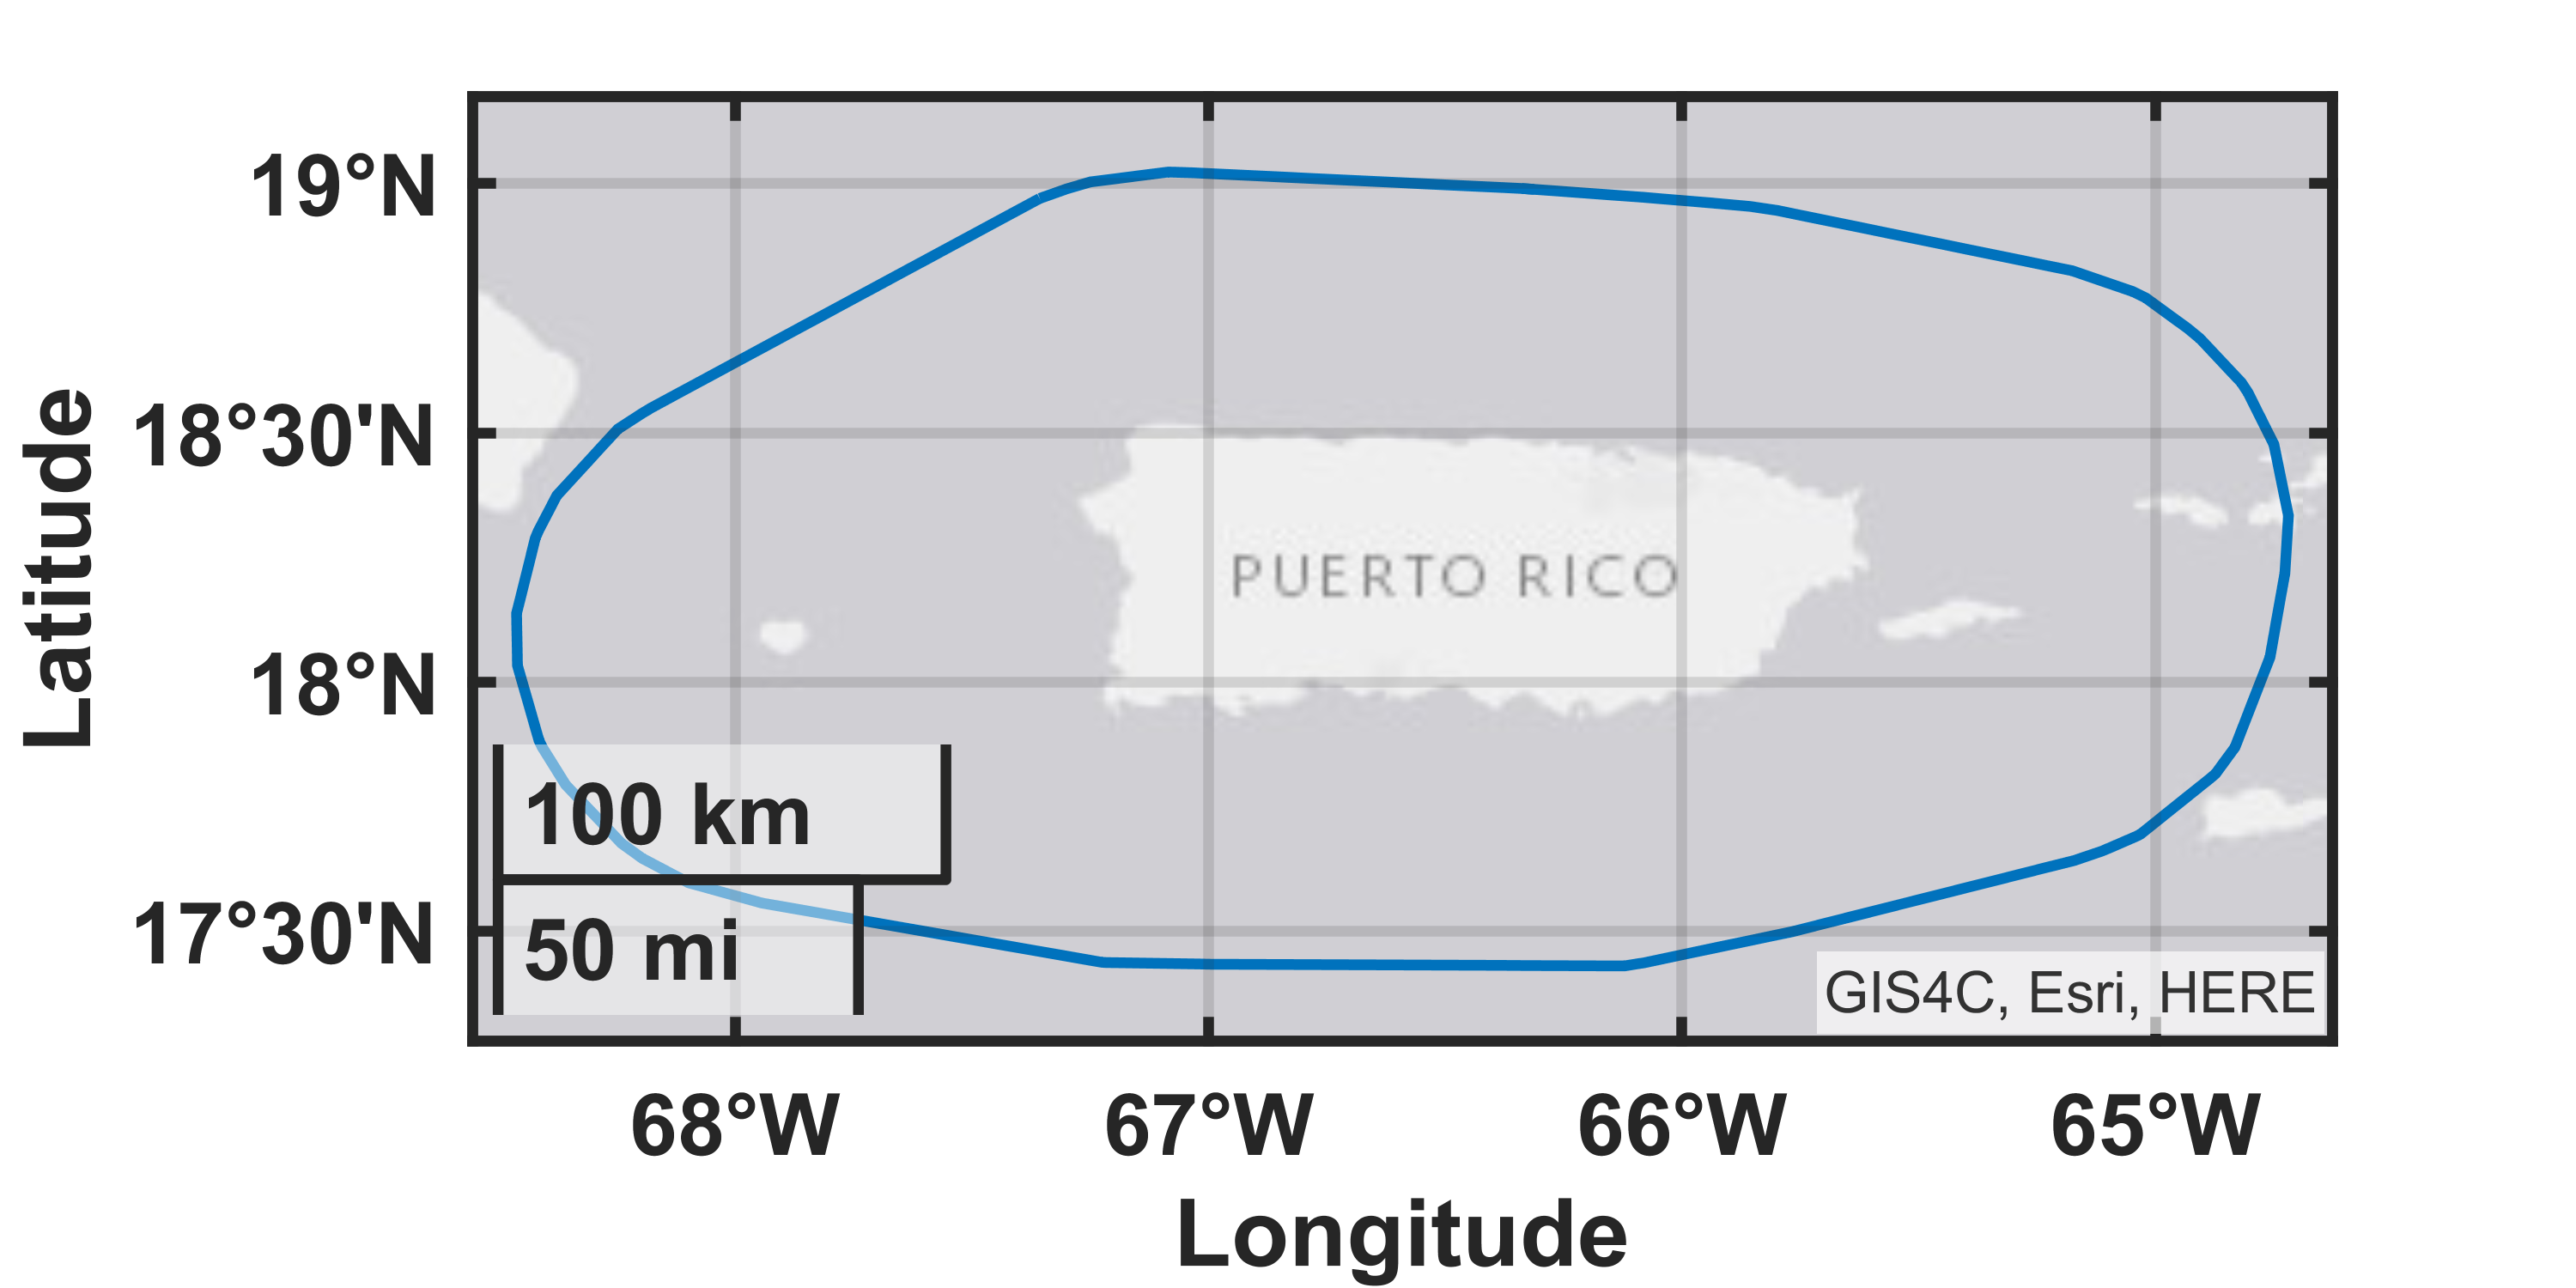 19°N
18°30'N
18°N
17°30'N
Latitude
PUERTO RICO
100 km
50 mi
GIS4C, Esri, HERE
68°W
67°W
66°W
65°W
Longitude